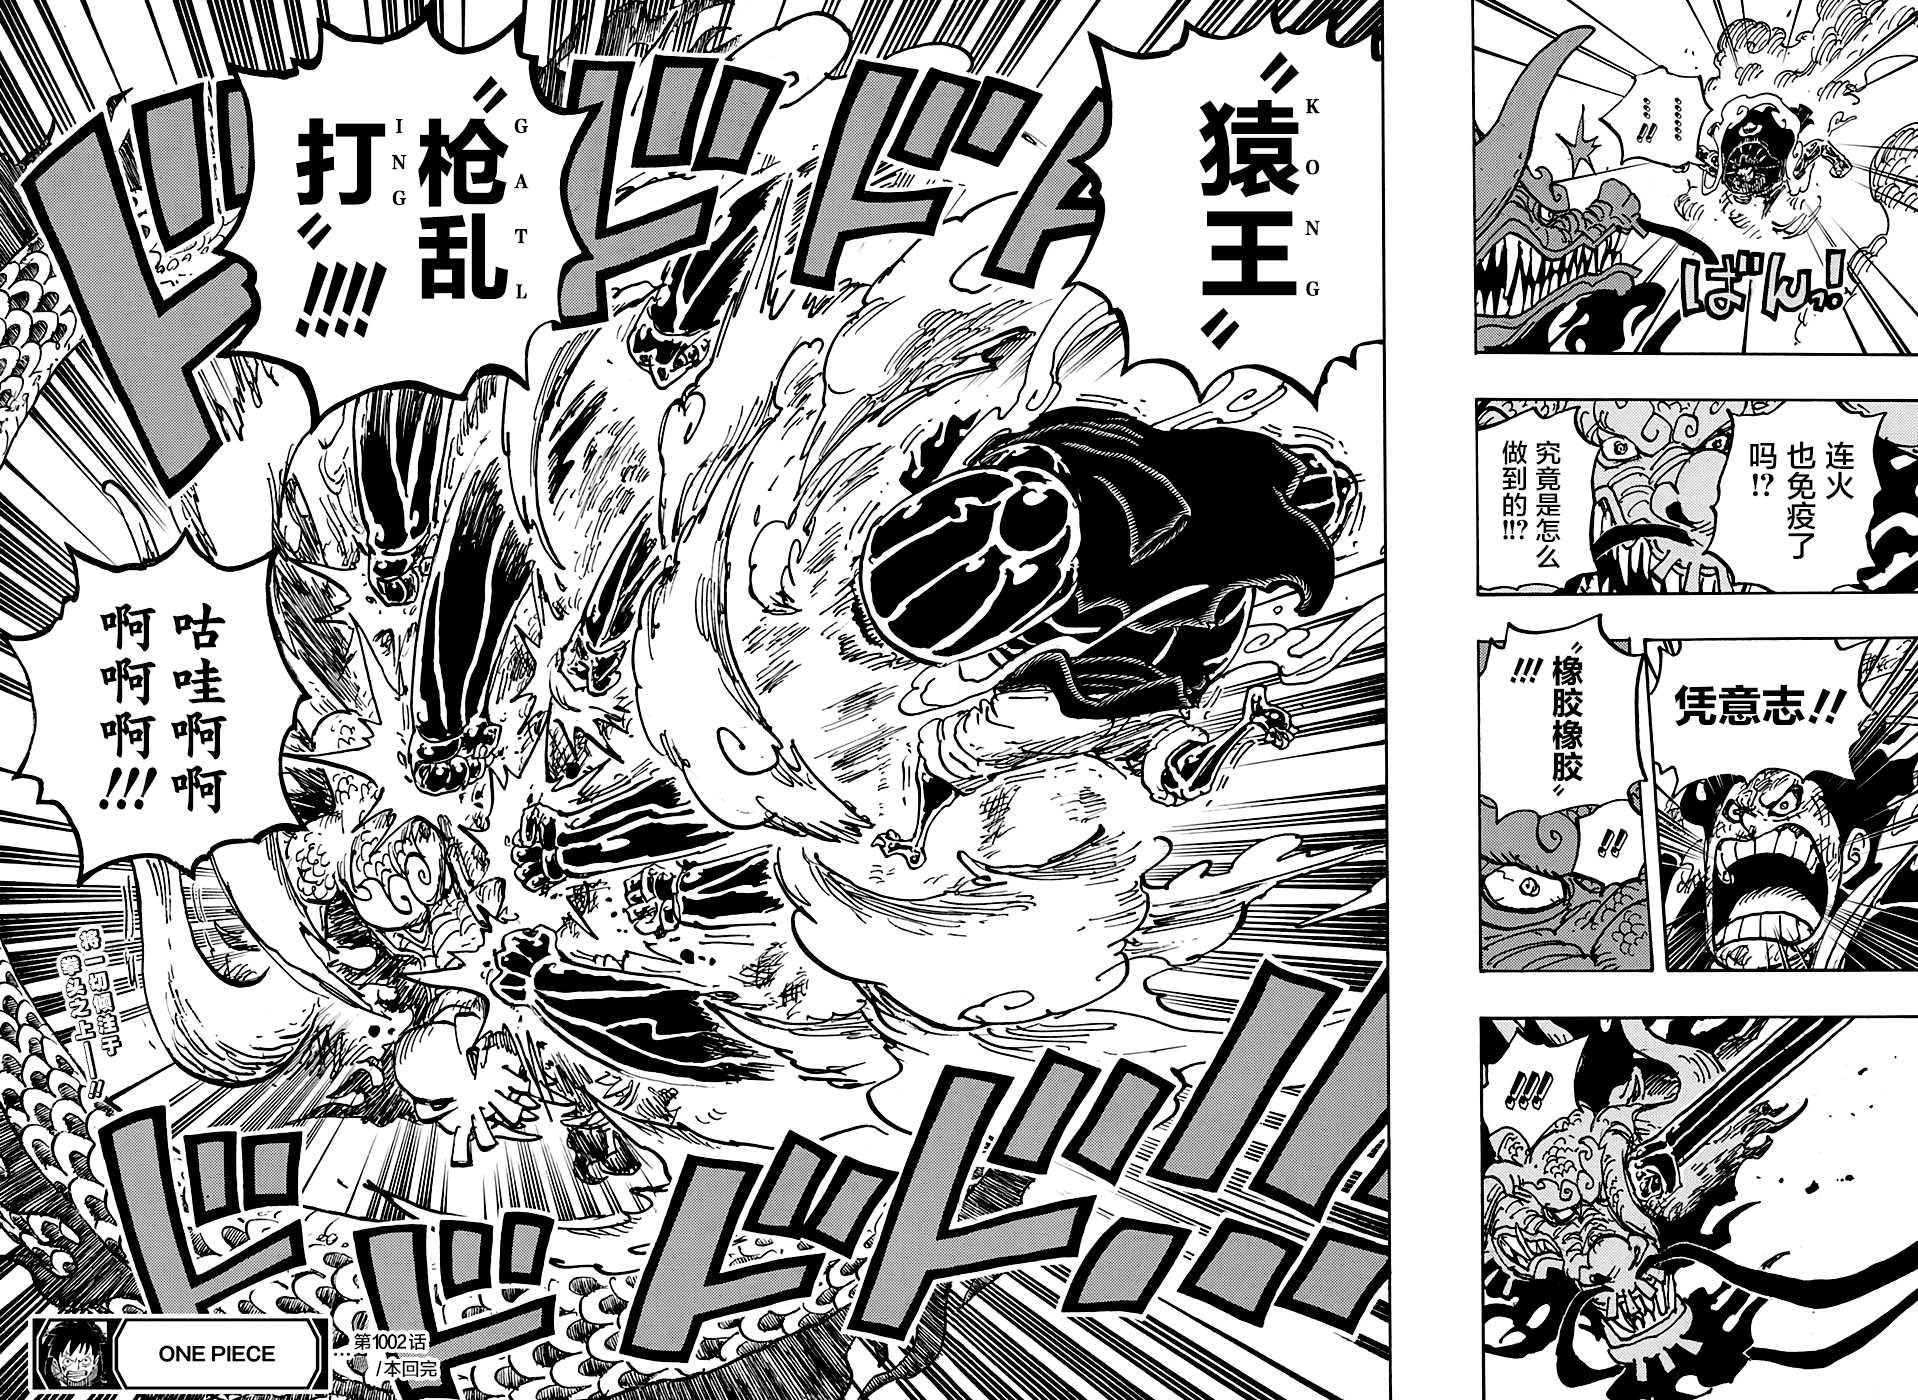 …………!!
ばんっ!
连火
也免疫了
吗!?
究竟是怎么
做到的!!?
凭意志!!
〝橡胶橡胶〞
!!!
!!
!!!
〝猿王〞
KONG
〝枪乱
GATL
打〞!!!!
ING
ドドドド
咕哇啊啊
啊啊啊!!!
ドドドド!!!!
将一切倾注于
拳头之上——!!
ONE PIECE
第1002话
/本回完